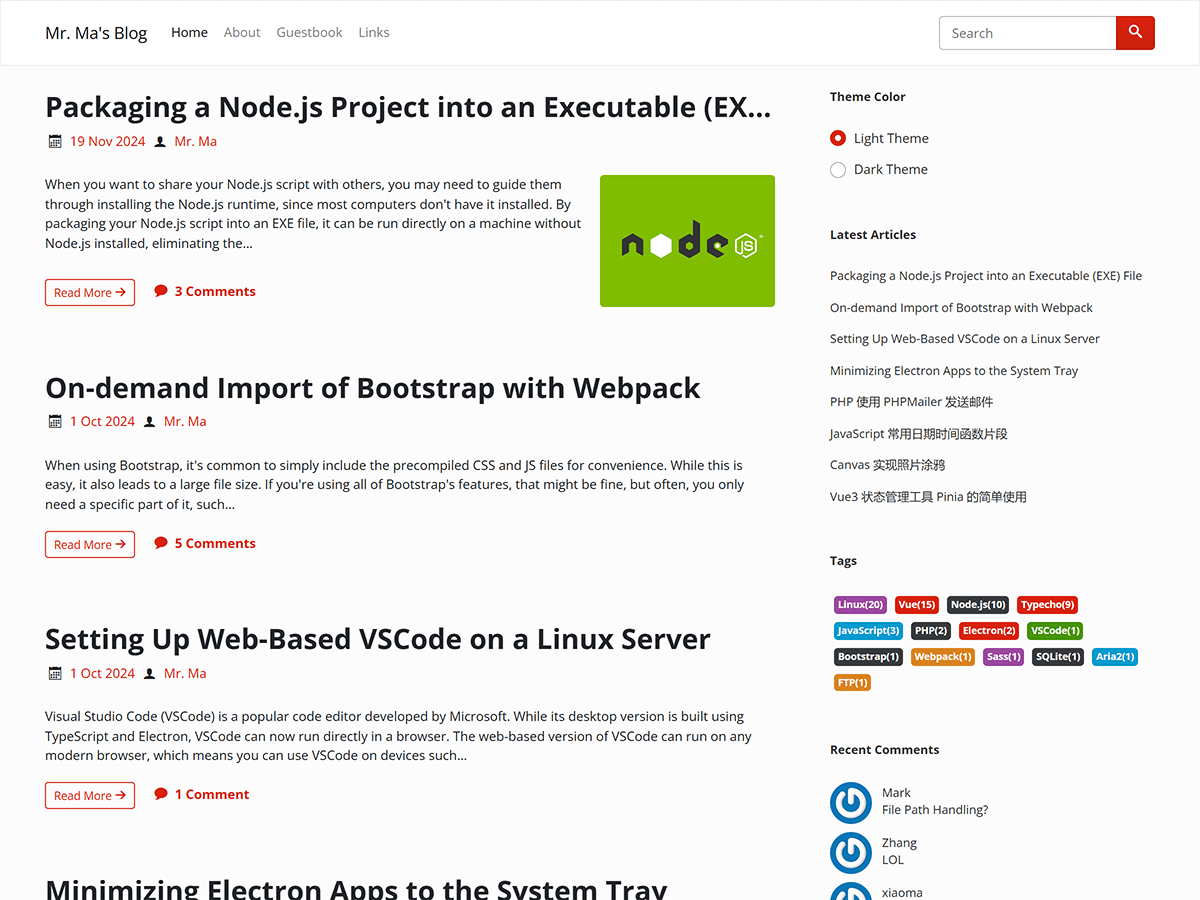 Mr. Ma's Blog
Home
About
Guestbook
Links
Search
Packaging a Node.js Project into an Executable (EX...
19 Nov 2024
Mr. Ma
When you want to share your Node.js script with others, you may need to guide them
through installing the Node.js runtime, since most computers don't have it installed. By
packaging your Node.js script into an EXE file, it can be run directly on a machine without
Node.js installed, eliminating the...
node
JS
Read More
3 Comments
On-demand Import of Bootstrap with Webpack
1 Oct 2024
Mr. Ma
When using Bootstrap, it's common to simply include the precompiled CSS and JS files for convenience. While this is
easy, it also leads to a large file size. If you're using all of Bootstrap's features, that might be fine, but often, you only
need a specific part of it, such...
Read More
5 Comments
Setting Up Web-Based VSCode on a Linux Server
1 Oct 2024
Mr. Ma
Visual Studio Code (VSCode) is a popular code editor developed by Microsoft. While its desktop version is built using
TypeScript and Electron, VSCode can now run directly in a browser. The web-based version of VSCode can run on any
modern browser, which means you can use VSCode on devices such...
Read More
1 Comment
Minimizing Electron Apps to the System Tray
Theme Color
Light Theme
Dark Theme
Latest Articles
Packaging a Node.js Project into an Executable (EXE) File
On-demand Import of Bootstrap with Webpack
Setting Up Web-Based VSCode on a Linux Server
Minimizing Electron Apps to the System Tray
PHP 使用 PHPMailer 发送邮件
JavaScript 常用日期时间函数片段
Canvas 实现照片涂鸦
Vue3 状态管理工具 Pinia 的简单使用
Tags
Linux(20) Vue(15) Node.js(10) Typecho(9)
JavaScript(3) PHP(2) Electron(2) VSCode(1)
Bootstrap(1) Webpack(1) Sass(1) SQLite(1) Aria2(1)
FTP(1)
Recent Comments
Mark
File Path Handling?
Zhang
LOL
xiaoma